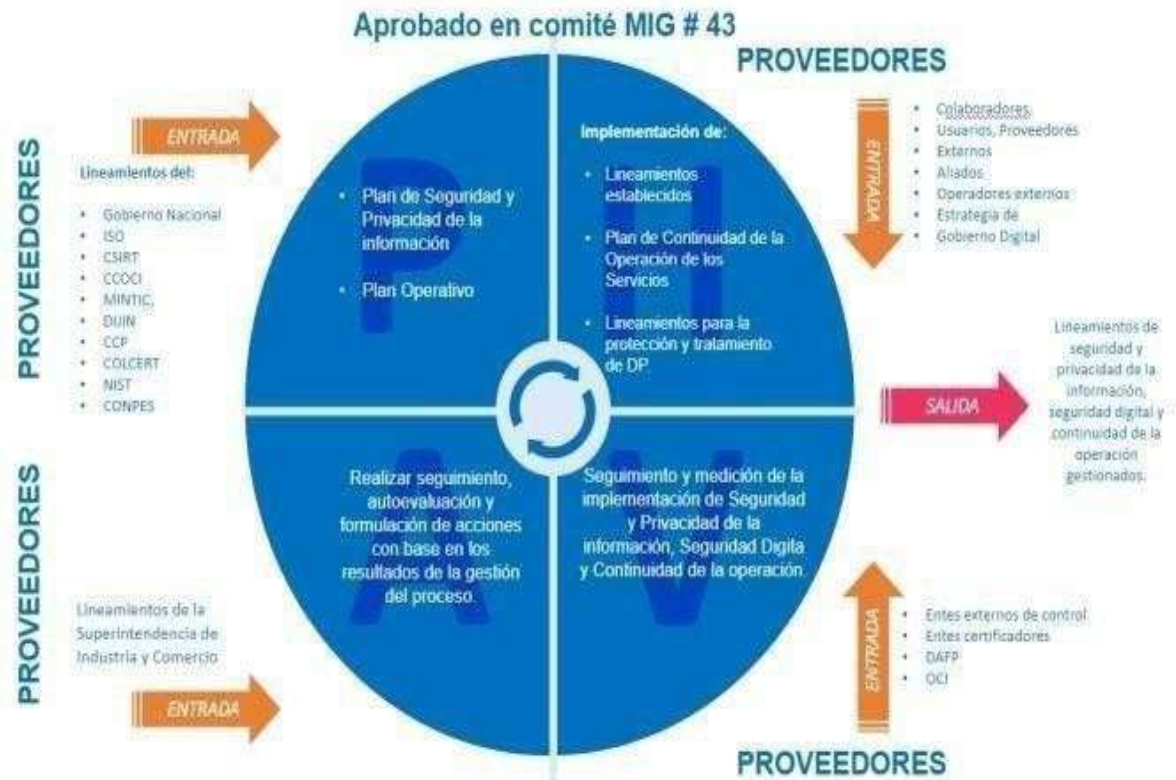 Aprobado en comité MIG # 43
PROVEEDORES
ENTRADA
Lineamientos del:
• Gobierno Nacional
• ISO
• CSIRT
• CCOCI
• MINTIC,
• DIJIN
• CCP
• COLCERT
• NIST
• CONPES
P
• Plan de Seguridad y
Privacidad de la
información
• Plan Operativo
Implementación de:
• Lineamientos
establecidos
• Plan de Continuidad de la
Operación de los
Servicios
• Lineamientos para la
protección y tratamiento
de DP.
PROVEEDORES
ENTRADA
• Colaboradores,
• Usuarios, Proveedores
• Externos
• Aliados
• Operadores externos
• Estrategia de
• Gobierno Digital
SALIDA
Lineamientos de
seguridad y
privacidad de la
información,
seguridad digital y
continuidad de la
operación
gestionados.
PROVEEDORES
Lineamientos de la
Superintendencia de
Industria y Comercio
ENTRADA
A
Realizar seguimiento,
autoevaluación y
formulación de acciones
con base en los
resultados de la gestión
del proceso.
V
Seguimiento y medición de la
implementación de Seguridad
y Privacidad de la
información, Seguridad Digita
y Continuidad de la operación.
ENTRADA
• Entes externos de control
• Entes certificadores
• DAFP
• OCI
PROVEEDORES